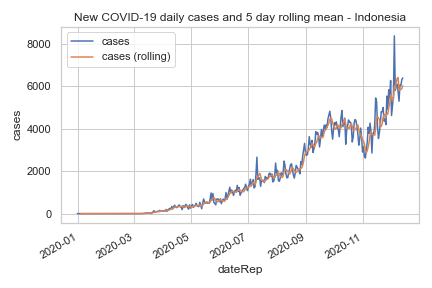 New COVID-19 daily cases and 5 day rolling mean - Indonesia
cases
cases (rolling)
8000
6000
4000
2000
0
cases
2020-01
2020-03
2020-05
2020-07
2020-09
2020-11
dateRep